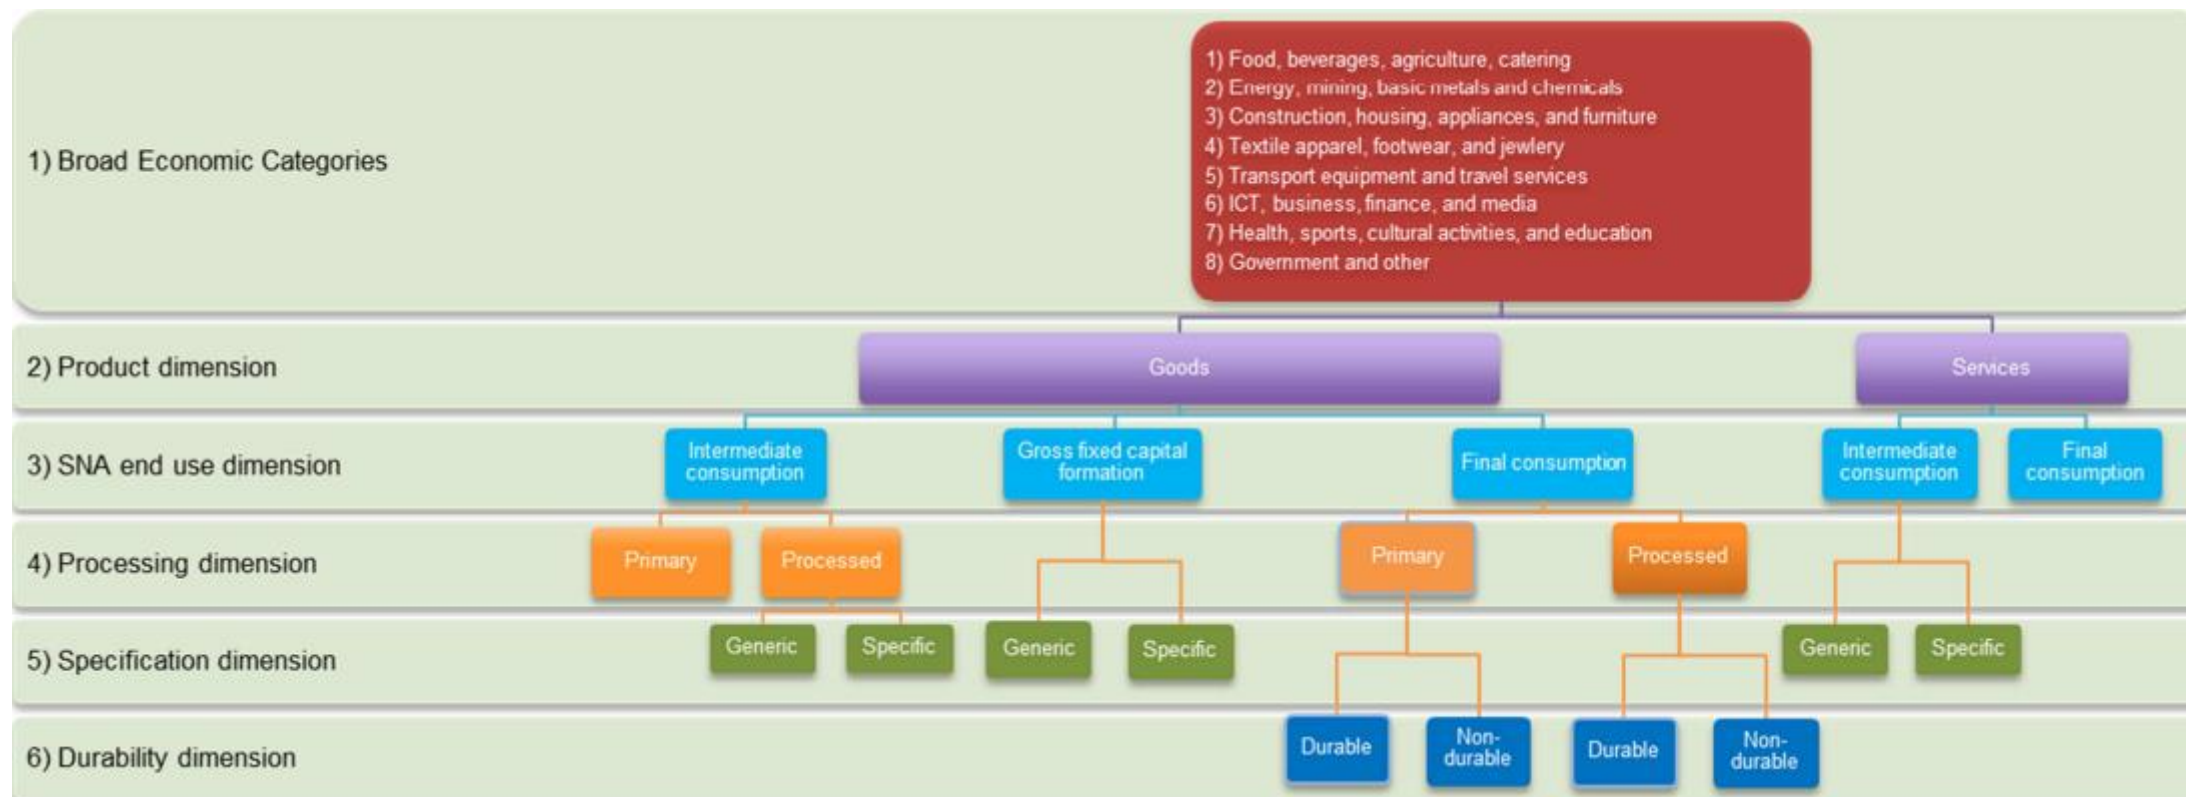 1) Broad Economic Categories
1) Food, beverages, agriculture, catering
2) Energy, mining, basic metals and chemicals
3) Construction, housing, appliances, and furniture
4) Textile apparel, footwear, and jewlery
5) Transport equipment and travel services
6) ICT, business, finance, and media
7) Health, sports, cultural activities, and education
8) Government and other
2) Product dimension
Goods
Services
3) SNA end use dimension
Intermediate
consumption
Gross fixed capital
formation
Final consumption
Intermediate
consumption
Final
consumption
4) Processing dimension
Primary
Processed
Primary
Processed
5) Specification dimension
Generic
Specific
Generic
Specific
Generic
Specific
6) Durability dimension
Durable
Non-
durable
Durable
Non-
durable